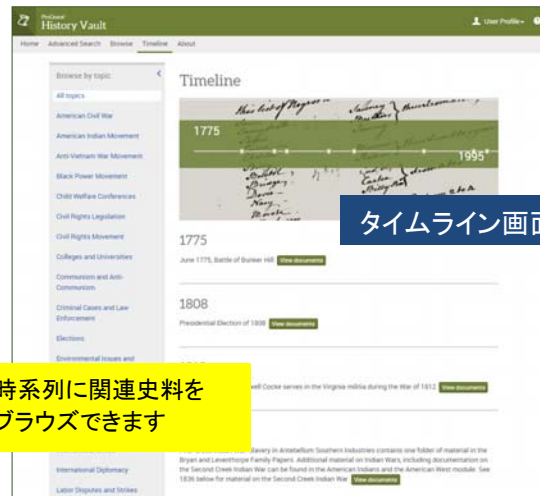 ProQuest
History Vault
User Profile
Home Advanced Search Browse Timeline About
Browse by topic
All topics
American Civil War
American Indian Movement
Anti-Vietnam War Movement
Black Power Movement
Child Welfare Conferences
Civil Rights Legislation
Civil Rights Movement
Colleges and Universities
Communism and Anti-
Communism
Criminal Cases and Law
Enforcement
Elections
Environmental Issues and
International Diplomacy
Labor Disputes and Strikes
Timeline
this list of Negroes
1775
1995
タイムライン画面
1775
June 1775, Battle of Bunker Hill View documents
1808
Presidential Election of 1808 View documents
well Cocke serves in the Virginia militia during the War of 1812 View documents
時系列に関連史料を
ブラウズできます
Slavery in Antebellum Southern Industries contains one folder of material in the
Bryan and Leventhorpe Family Papers. Additional material on Indian Wars, including documentation on
the Second Creek Indian War can be found in the American Indians and the American West module. See
1836 below for material on the Second Creek Indian War View documents